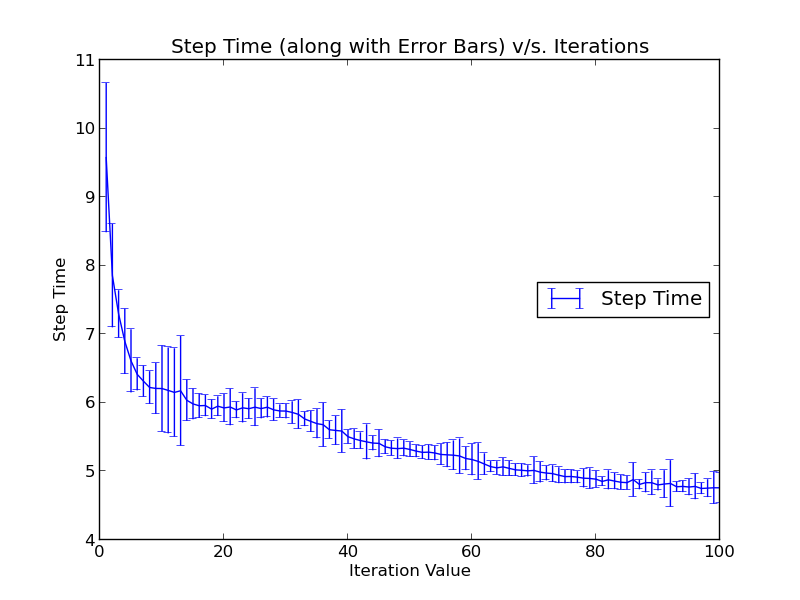 Step Time (along with Error Bars) v/s. Iterations
11
10
9
8
7
6
5
4
Step Time
Step Time
0 20 40 60 80 100
Iteration Value